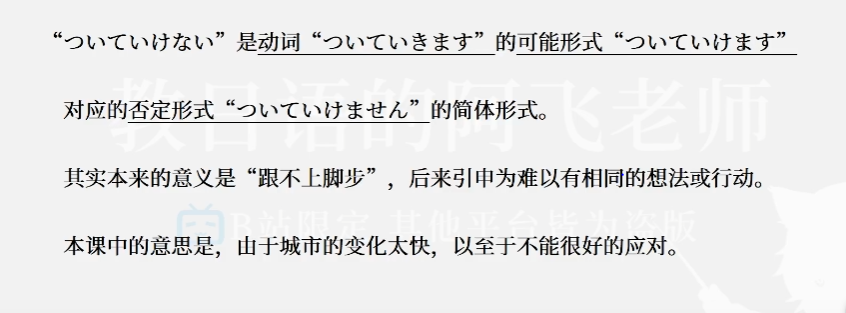 “ついていけない”是动词“ついていきます”的可能形式“ついていけます”
对应的否定形式“ついていけません”的简体形式。
教日语的阿飞老师
其实本来的意义是“跟不上脚步”，后来引申为难以有相同的想法或行动。
B站限定 其他平台皆为盗版
本课中的意思是，由于城市的变化太快，以至于不能很好的应对。